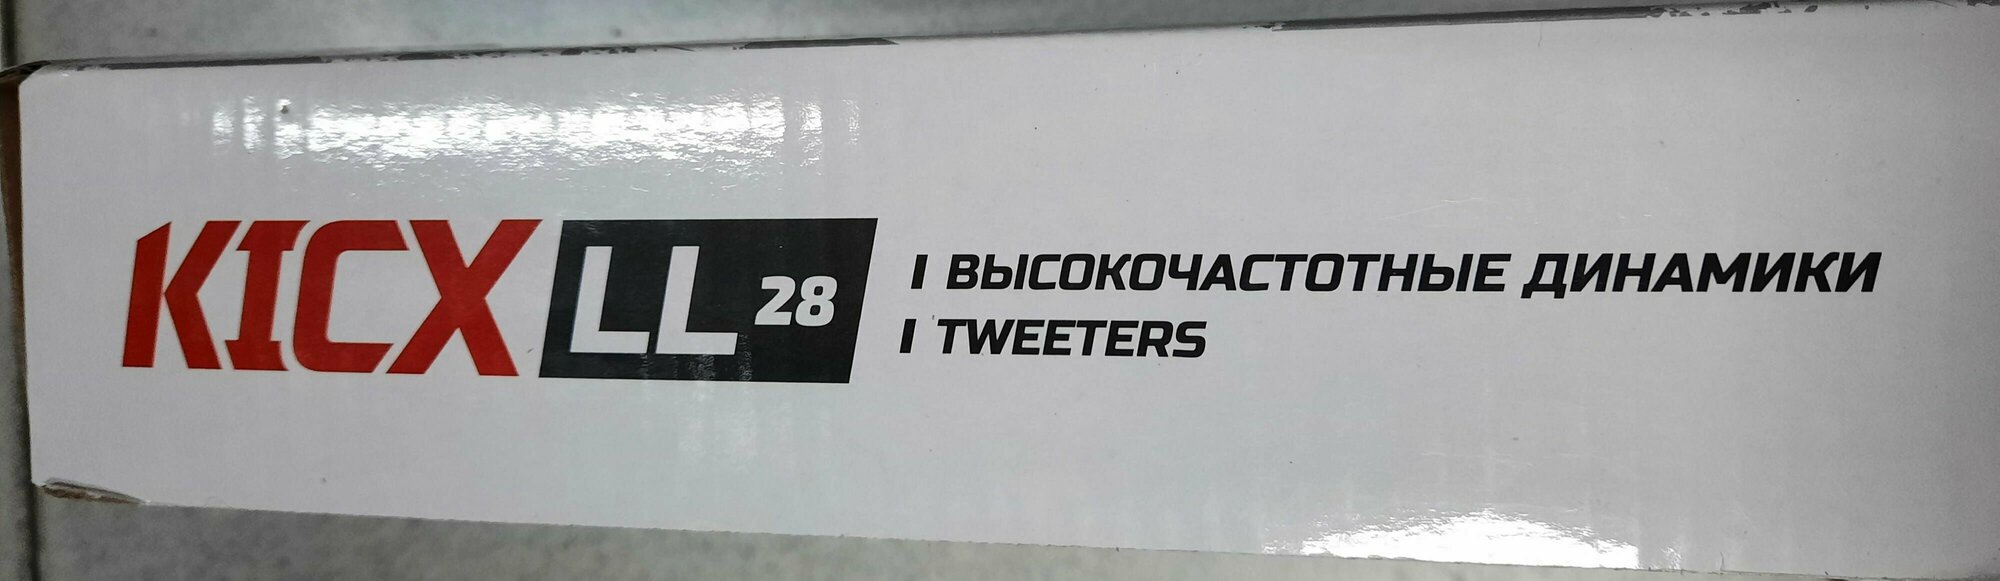 KICX LL 28
I ВЫСОКОЧАСТОТНЫЕ ДИНАМИКИ
I TWEETERS